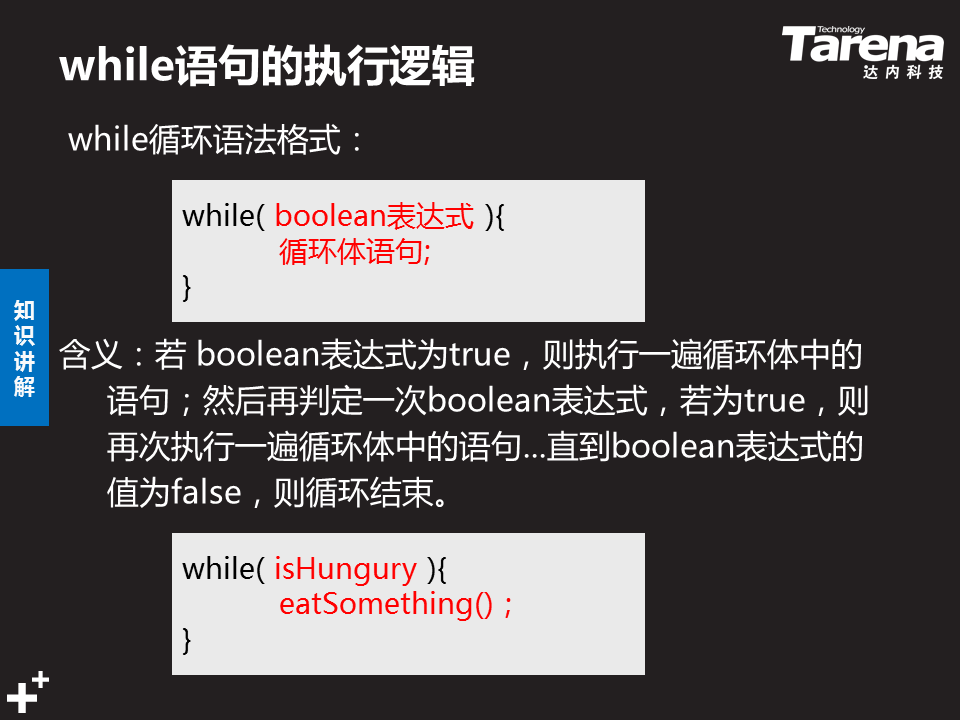 while语句的执行逻辑
Technology
Tarena
达内科技
while循环语法格式：
while( boolean表达式 ){
循环体语句;
}
知
识
讲
解
含义：若 boolean表达式为true，则执行一遍循环体中的
语句；然后再判定一次boolean表达式，若为true，则
再次执行一遍循环体中的语句…直到boolean表达式的
值为false，则循环结束。
while( isHungury ){
eatSomething()；
}